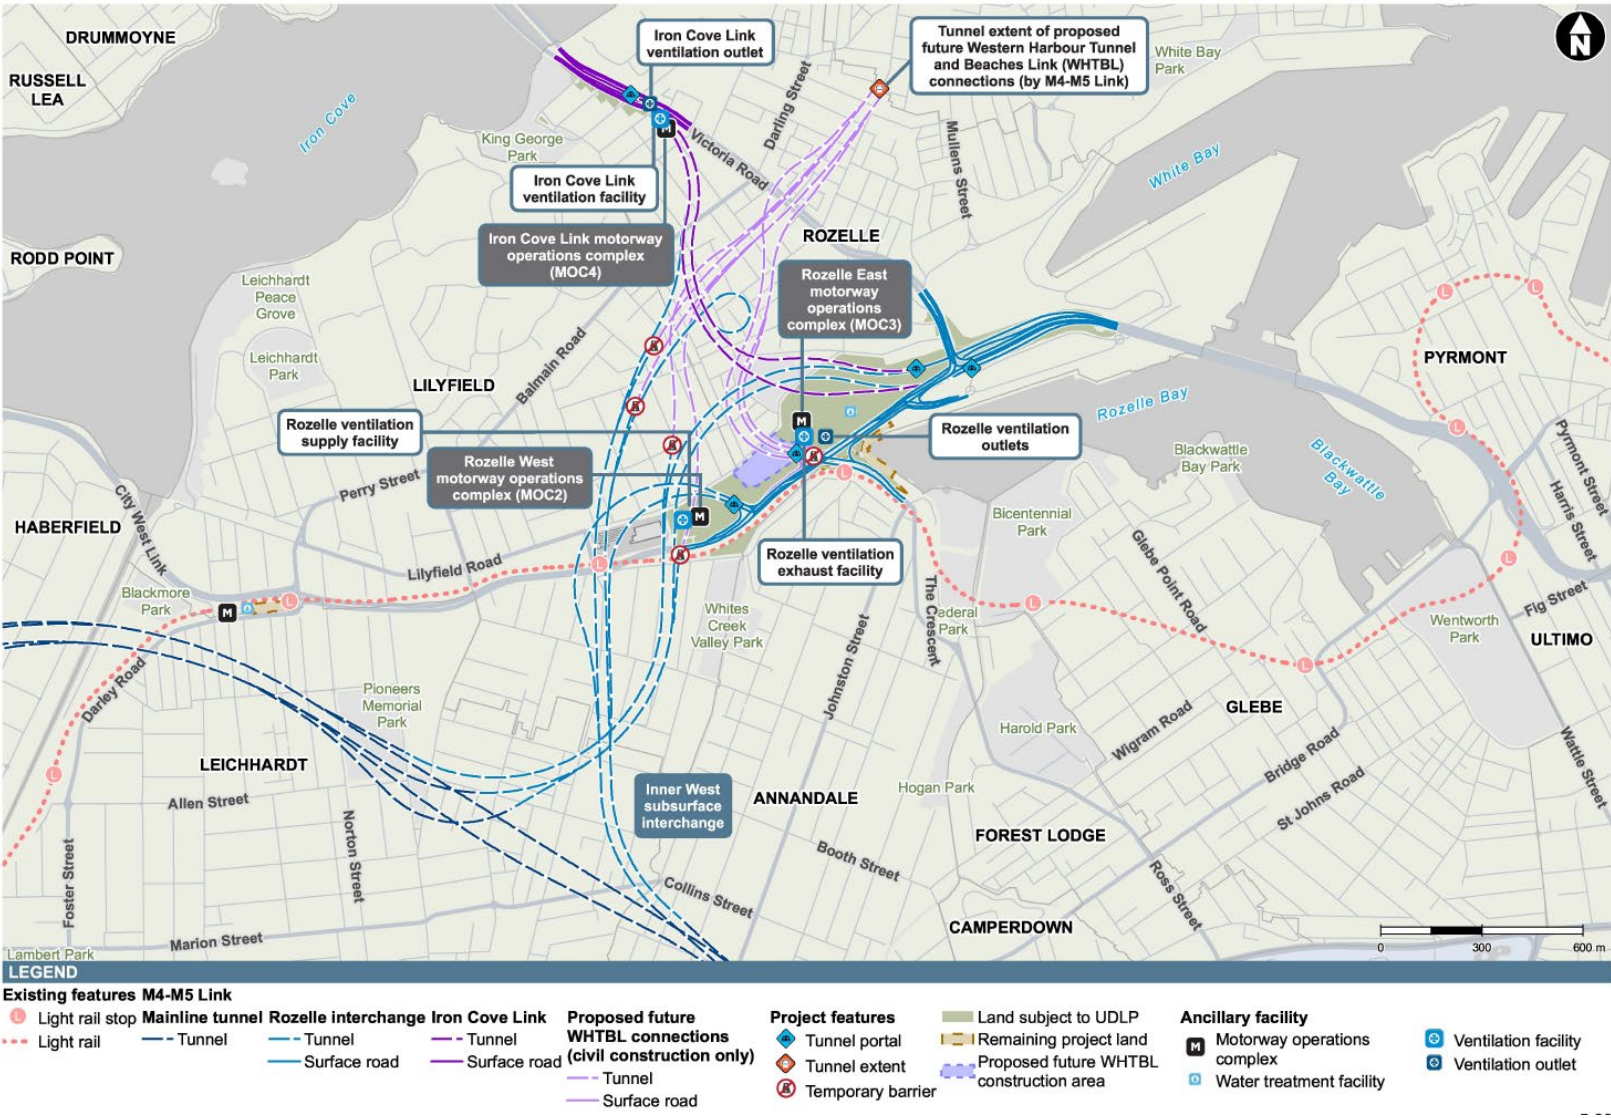 DRUMMOYNE
RUSSELL
LEA
Iron Cove
Iron Cove Link
ventilation outlet
Tunnel extent of proposed
future Western Harbour Tunnel
and Beaches Link (WHTBL)
connections (by M4-M5 Link)
White Bay
Park
N
Darling Street
King George
Park
Victoria Road
Mullens Street
White Bay
Iron Cove Link
ventilation facility
M
Iron Cove Link motorway
operations complex
(MOC4)
ROZELLE
RODD POINT
Leichhardt
Peace
Grove
Rozelle East
motorway
operations
complex (MOC3)
L
L
Leichhardt
Park
LILYFIELD
Balmain Road
PYRMONT
Rozelle Bay
Rozelle ventilation
supply facility
M
Rozelle ventilation
outlets
L
Pyrmont Street
Blackwattle
Bay Park
Blackwattle
Bay
Rozelle West
motorway operations
complex (MOC2)
L
Perry Street
City West Link
Harris Street
HABERFIELD
M
Bicentennial
Park
Glebe Point Road
Rozelle ventilation
exhaust facility
L
Lilyfield Road
L
Blackmore
Park
M
L
Whites
Creek
Valley Park
The Crescent
Federal
Park
L
Fig Street
Wentworth
Park
ULTIMO
Johnston Street
L
Darley Road
Pioneers
Memorial
Park
GLEBE
Harold Park
Wigram Road
Bridge Road
Wattle Street
L
LEICHHARDT
Allen Street
Inner West
subsurface
interchange
ANNANDALE
Hogan Park
St Johns Road
FOREST LODGE
Norton Street
Foster Street
Booth Street
Ross Street
Collins Street
CAMPERDOWN
Marion Street
Lambert Park
0 300 600 m
LEGEND
Existing features
L Light rail stop
Light rail
M4-M5 Link
Mainline tunnel
Tunnel
Rozelle interchange
Tunnel
Surface road
Iron Cove Link
Tunnel
Surface road
Proposed future
WHTBL connections
(civil construction only)
Tunnel
Surface road
Project features
Tunnel portal
Tunnel extent
Temporary barrier
Land subject to UDLP
Remaining project land
Proposed future WHTBL
construction area
Ancillary facility
M Motorway operations
complex
Water treatment facility
Ventilation facility
Ventilation outlet